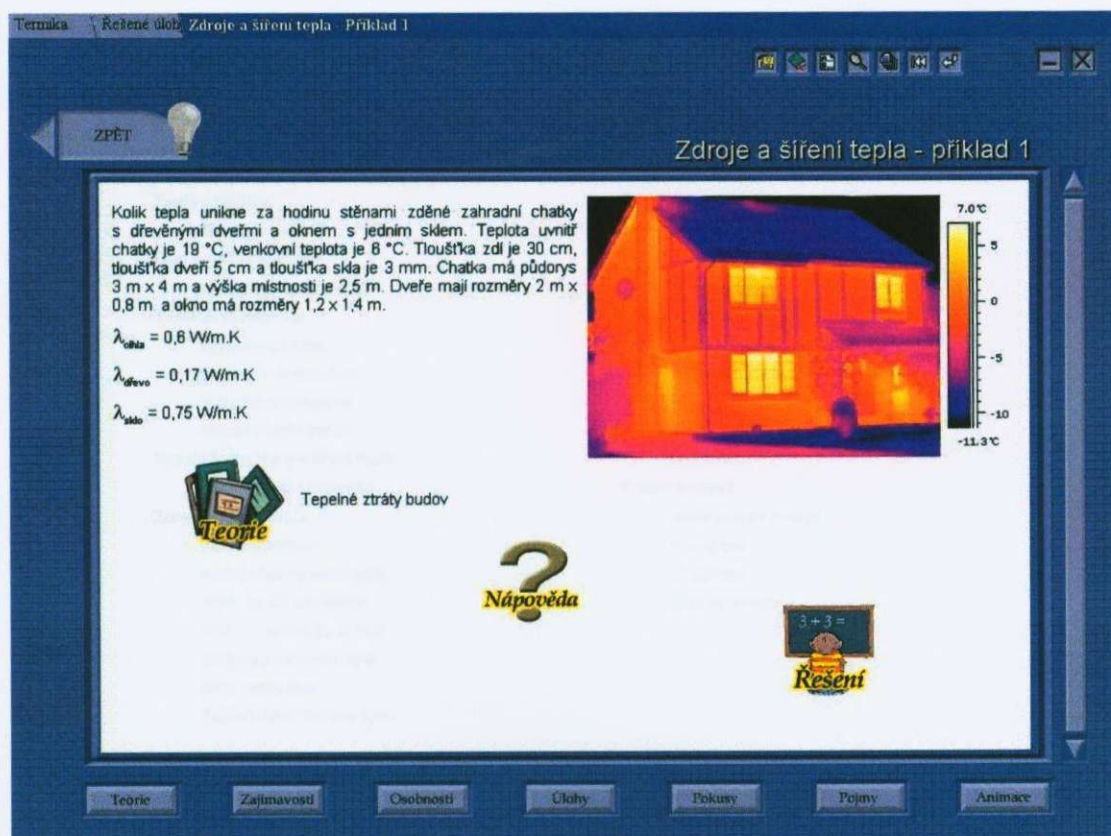 Termika Řešené úlob Zdroje a šíření tepla - Příklad 1
ZPĚT
Zdroje a šíření tepla - příklad 1
Kolik tepla unikne za hodinu stěnami zděné zahradní chatky
s dřevěnými dveřmi a oknem s jedním sklem. Teplota uvnitř
chatky je 19 °C, venkovní teplota je 6 °C. Tloušťka zdí je 30 cm,
tloušťka dveří 5 cm a tloušťka skla je 3 mm. Chatka má půdorys
3 m x 4 m a výška místnosti je 2,5 m. Dveře mají rozměry 2 m x
0,8 m a okno má rozměry 1,2 x 1,4 m.
λcihla = 0,6 W/m.K
λdřevo = 0,17 W/m.K
λsklo = 0,75 W/m.K
7.0°C
5
0
-5
-10
-11.3°C
Teorie
Tepelné ztráty budov
Nápověda
3 + 3 =
Řešení
Teorie Zajímavosti Osobnosti Úlohy Pokusy Pojmy Animace